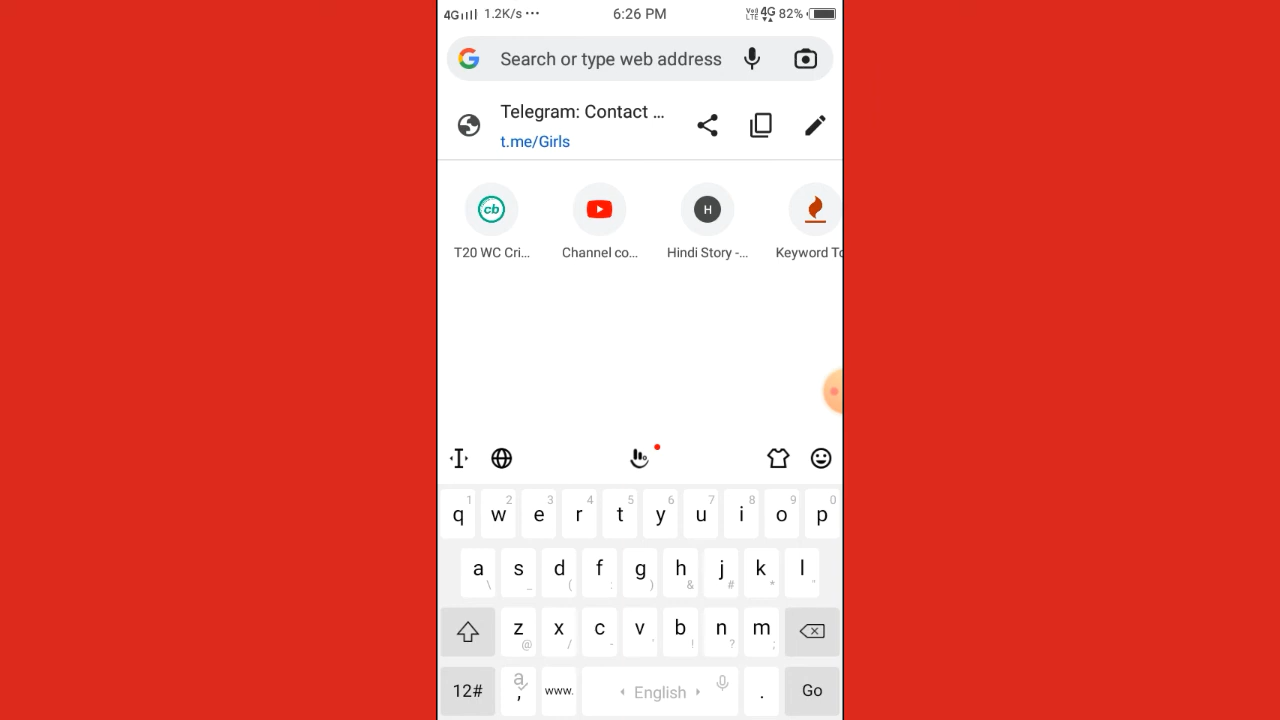 4G 1.2K/s ··· 6:26 PM VoD LTE 4G 82%
Search or type web address
Telegram: Contact ...
t.me/Girls
cb H
T20 WC Cri... Channel co... Hindi Story -... Keyword To
1 2 3 4 5 6 7 8 9 0
q w e r t y u i o p
a s d f g h j k l
\ _ ( : ) & # * "
z x c v b n m
@ / - ' ! ? ;
12# , www. English . Go